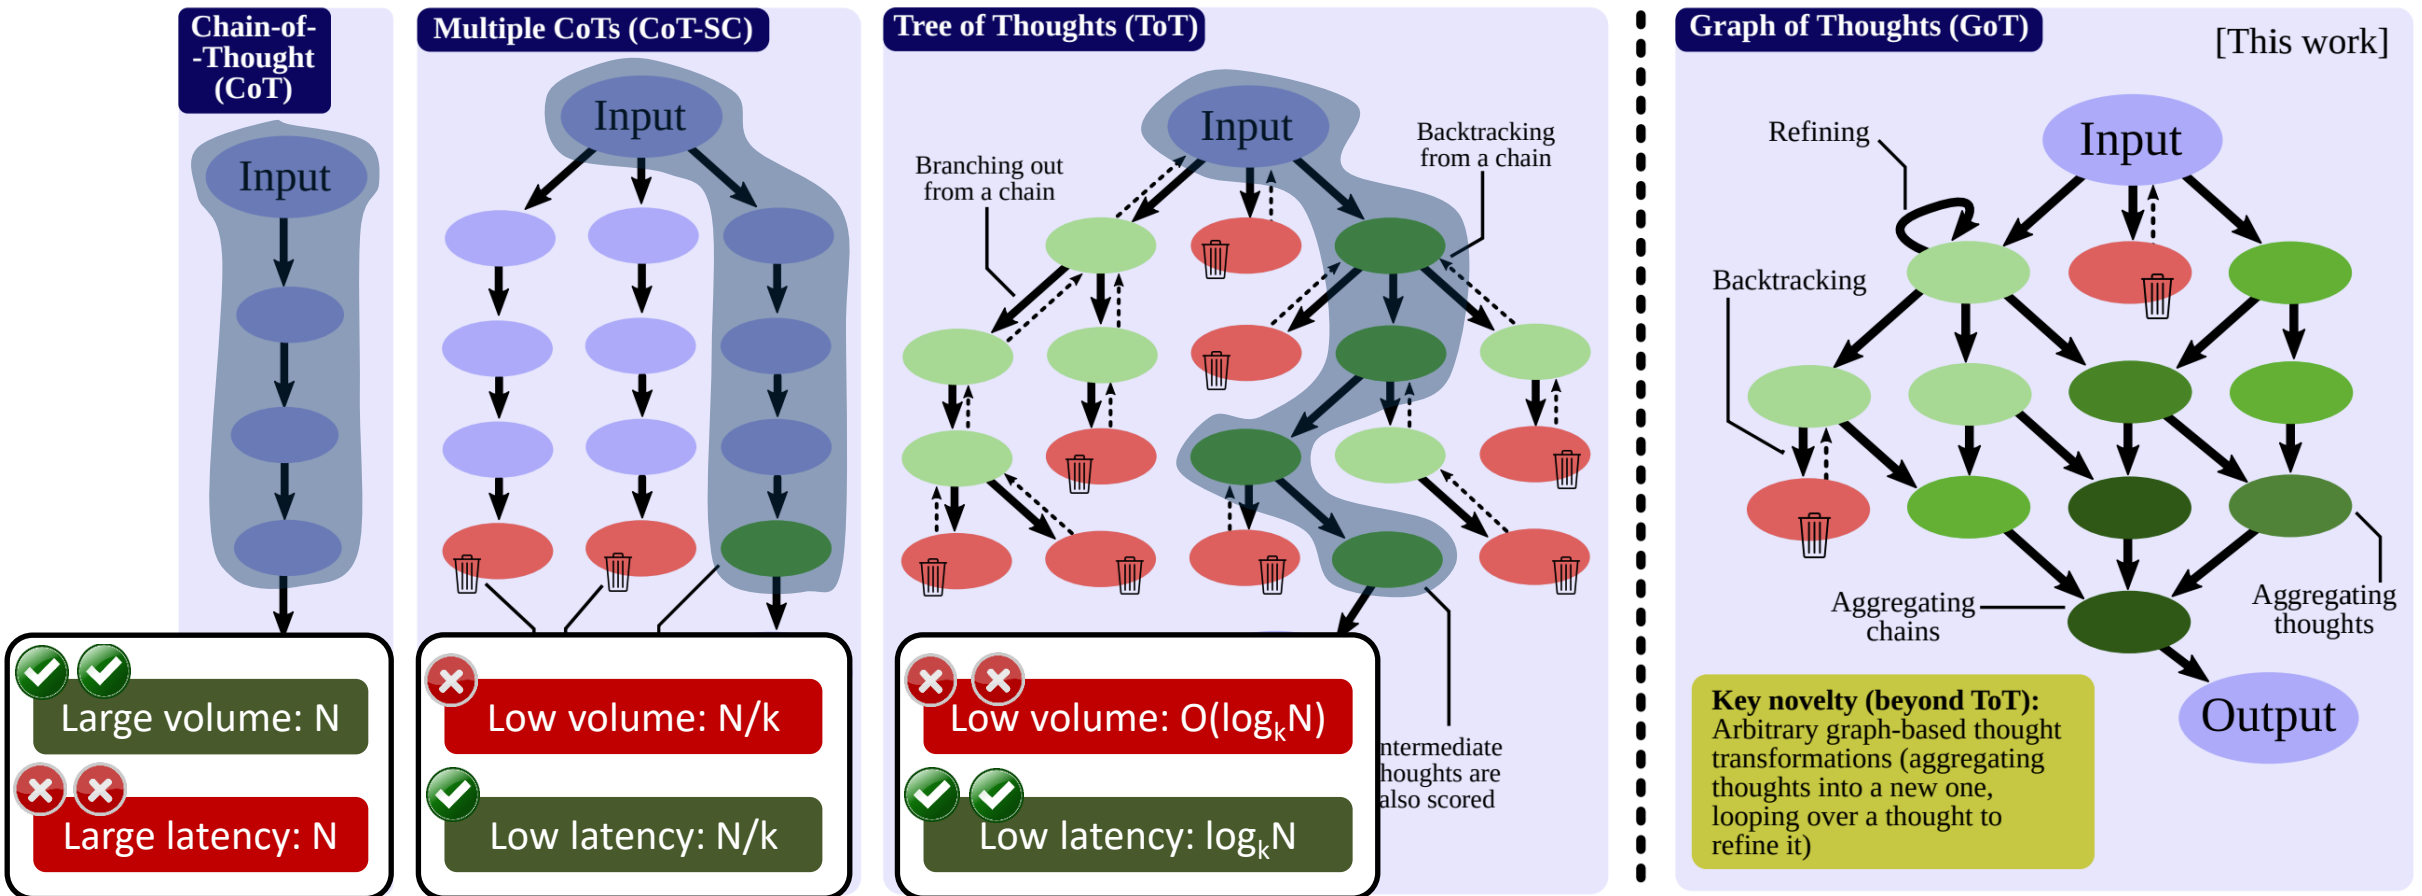 Chain-of-
-Thought
(CoT)
Input
Large volume: N
Large latency: N
Multiple CoTs (CoT-SC)
Input
Low volume: N/k
Low latency: N/k
Tree of Thoughts (ToT)
Input
Branching out
from a chain
Backtracking
from a chain
Low volume: O(logₖN)
Low latency: logₖN
ntermediate
houghts are
also scored
Graph of Thoughts (GoT)
[This work]
Input
Refining
Backtracking
Aggregating
chains
Aggregating
thoughts
Output
Key novelty (beyond ToT):
Arbitrary graph-based thought
transformations (aggregating
thoughts into a new one,
looping over a thought to
refine it)